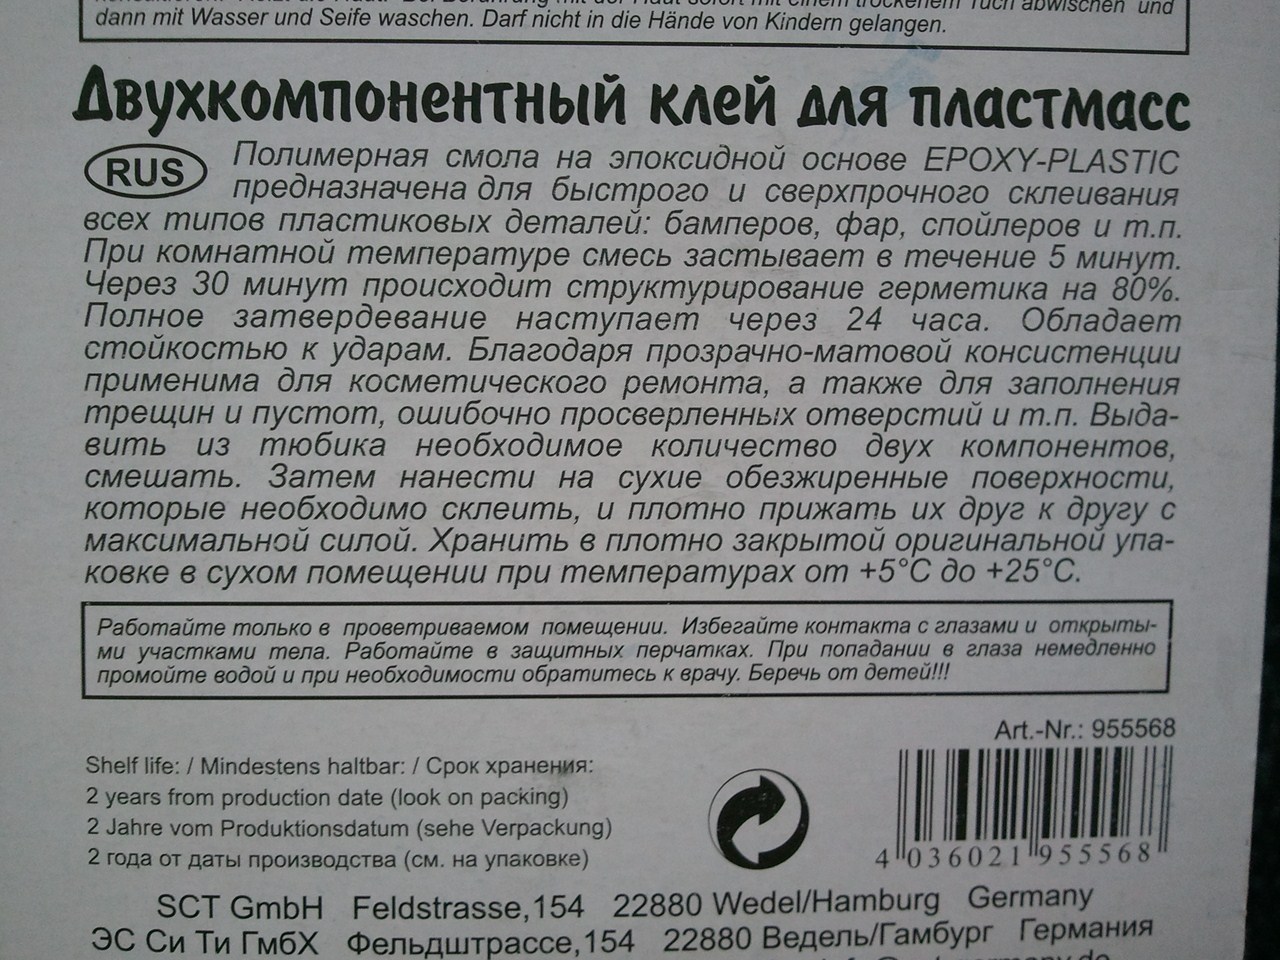 dann mit Wasser und Seife waschen. Darf nicht in die Hände von Kindern gelangen.
Двухкомпонентный клей для пластмасс
RUS Полимерная смола на эпоксидной основе EPOXY-PLASTIC
предназначена для быстрого и сверхпрочного склеивания
всех типов пластиковых деталей: бамперов, фар, спойлеров и т.п.
При комнатной температуре смесь застывает в течение 5 минут.
Через 30 минут происходит структурирование герметика на 80%.
Полное затвердевание наступает через 24 часа. Обладает
стойкостью к ударам. Благодаря прозрачно-матовой консистенции
применима для косметического ремонта, а также для заполнения
трещин и пустот, ошибочно просверленных отверстий и т.п. Выда-
вить из тюбика необходимое количество двух компонентов,
смешать. Затем нанести на сухие обезжиренные поверхности,
которые необходимо склеить, и плотно прижать их друг к другу с
максимальной силой. Хранить в плотно закрытой оригинальной упа-
ковке в сухом помещении при температурах от +5°C до +25°C.
Работайте только в проветриваемом помещении. Избегайте контакта с глазами и открыты-
ми участками тела. Работайте в защитных перчатках. При попадании в глаза немедленно
промойте водой и при необходимости обратитесь к врачу. Беречь от детей!!!
Art.-Nr.: 955568
Shelf life: / Mindestens haltbar: / Срок хранения:
2 years from production date (look on packing)
2 Jahre vom Produktionsdatum (sehe Verpackung)
2 года от даты производства (см. на упаковке)
4 036021 955568
SCT GmbH Feldstrasse,154 22880 Wedel/Hamburg Germany
ЭС Си Ти ГмбХ Фельдштрассе,154 22880 Ведель/Гамбург Германия